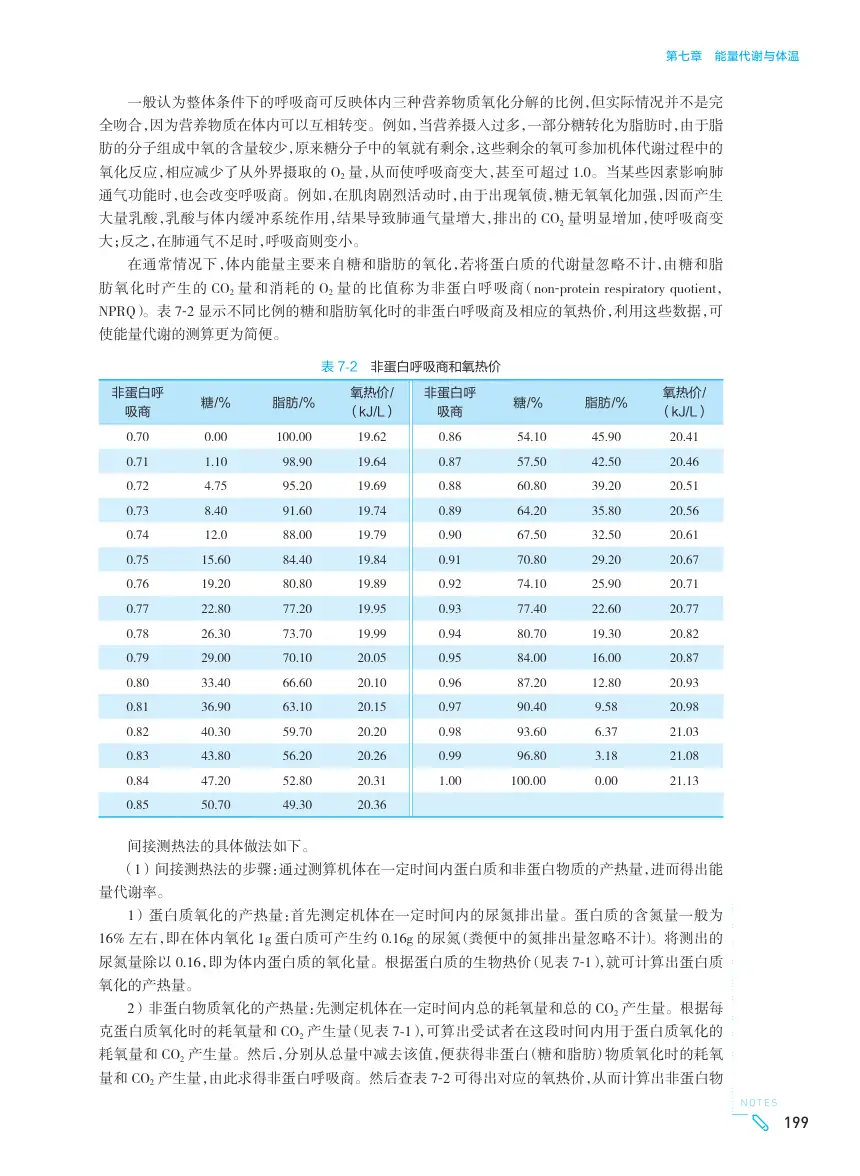 第七章 能量代谢与体温
一般认为整体条件下的呼吸商可反映体内三种营养物质氧化分解的比例,但实际情况并不是完
全吻合,因为营养物质在体内可以互相转变。例如,当营养摄入过多,一部分糖转化为脂肪时,由于脂
肪的分子组成中氧的含量较少,原来糖分子中的氧就有剩余,这些剩余的氧可参加机体代谢过程中的
氧化反应,相应减少了从外界摄取的 O₂ 量,从而使呼吸商变大,甚至可超过 1.0。当某些因素影响肺
通气功能时,也会改变呼吸商。例如,在肌肉剧烈活动时,由于出现氧债,糖无氧氧化加强,因而产生
大量乳酸,乳酸与体内缓冲系统作用,结果导致肺通气量增大,排出的 CO₂ 量明显增加,使呼吸商变
大;反之,在肺通气不足时,呼吸商则变小。
在通常情况下,体内能量主要来自糖和脂肪的氧化,若将蛋白质的代谢量忽略不计,由糖和脂
肪氧化时产生的 CO₂ 量和消耗的 O₂ 量的比值称为非蛋白呼吸商(non-protein respiratory quotient,
NPRQ)。表 7-2 显示不同比例的糖和脂肪氧化时的非蛋白呼吸商及相应的氧热价,利用这些数据,可
使能量代谢的测算更为简便。
表 7-2 非蛋白呼吸商和氧热价
非蛋白呼吸商 糖/% 脂肪/% 氧热价/(kJ/L) 非蛋白呼吸商 糖/% 脂肪/% 氧热价/(kJ/L)
0.70 0.00 100.00 19.62 0.86 54.10 45.90 20.41
0.71 1.10 98.90 19.64 0.87 57.50 42.50 20.46
0.72 4.75 95.20 19.69 0.88 60.80 39.20 20.51
0.73 8.40 91.60 19.74 0.89 64.20 35.80 20.56
0.74 12.0 88.00 19.79 0.90 67.50 32.50 20.61
0.75 15.60 84.40 19.84 0.91 70.80 29.20 20.67
0.76 19.20 80.80 19.89 0.92 74.10 25.90 20.71
0.77 22.80 77.20 19.95 0.93 77.40 22.60 20.77
0.78 26.30 73.70 19.99 0.94 80.70 19.30 20.82
0.79 29.00 70.10 20.05 0.95 84.00 16.00 20.87
0.80 33.40 66.60 20.10 0.96 87.20 12.80 20.93
0.81 36.90 63.10 20.15 0.97 90.40 9.58 20.98
0.82 40.30 59.70 20.20 0.98 93.60 6.37 21.03
0.83 43.80 56.20 20.26 0.99 96.80 3.18 21.08
0.84 47.20 52.80 20.31 1.00 100.00 0.00 21.13
0.85 50.70 49.30 20.36
间接测热法的具体做法如下。
(1)间接测热法的步骤:通过测算机体在一定时间内蛋白质和非蛋白物质的产热量,进而得出能
量代谢率。
1)蛋白质氧化的产热量:首先测定机体在一定时间内的尿氮排出量。蛋白质的含氮量一般为
16% 左右,即在体内氧化 1g 蛋白质可产生约 0.16g 的尿氮(粪便中的氮排出量忽略不计)。将测出的
尿氮量除以 0.16,即为体内蛋白质的氧化量。根据蛋白质的生物热价(见表 7-1),就可计算出蛋白质
氧化的产热量。
2)非蛋白物质氧化的产热量:先测定机体在一定时间内总的耗氧量和总的 CO₂ 产生量。根据每
克蛋白质氧化时的耗氧量和 CO₂ 产生量(见表 7-1),可算出受试者在这段时间内用于蛋白质氧化的
耗氧量和 CO₂ 产生量。然后,分别从总量中减去该值,便获得非蛋白(糖和脂肪)物质氧化时的耗氧
量和 CO₂ 产生量,由此求得非蛋白呼吸商。然后查表 7-2 可得出对应的氧热价,从而计算出非蛋白物
NOTES
199